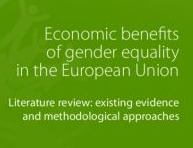 Economic benefits
of gender equality
in the European Union
Literature review: existing evidence
and methodological approaches